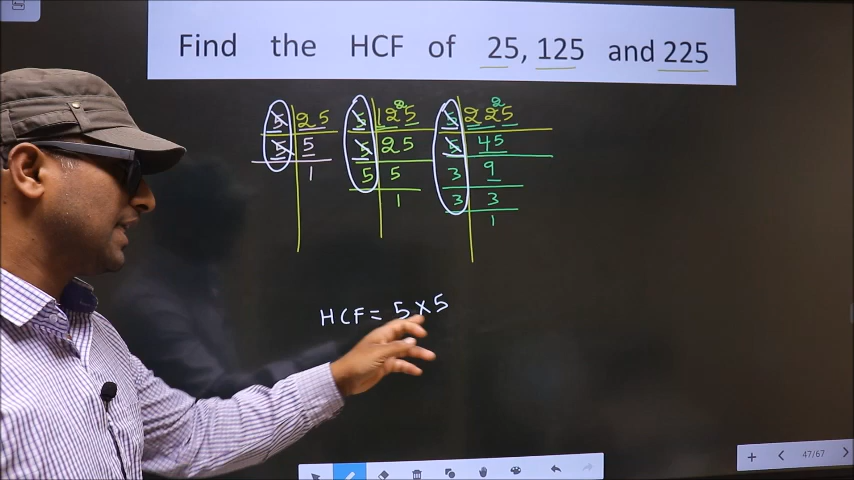 Find the HCF of 25, 125 and 225
5 25 5 125 5 225
5 5 5 25 5 45
1 5 5 3 9
1 3 3
1
HCF = 5 x 5
47/67